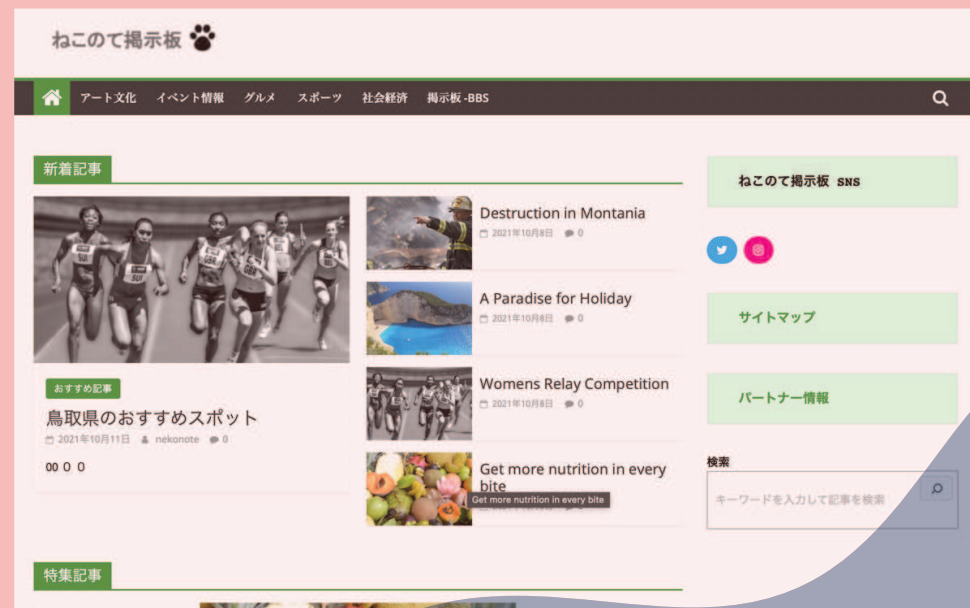 ねこのて掲示板
アート文化 イベント情報 グルメ スポーツ 社会経済 掲示板-BBS
新着記事
SUI
SUI
GBR
GBR
おすすめ記事
鳥取県のおすすめスポット
2021年10月11日 nekonote 0
00 0 0
Destruction in Montania
2021年10月8日 0
A Paradise for Holiday
2021年10月8日 0
Womens Relay Competition
2021年10月8日 0
Get more nutrition in every
bite
Get more nutrition in every bite
ねこのて掲示板 SNS
サイトマップ
パートナー情報
検索
キーワードを入力して記事を検索
特集記事